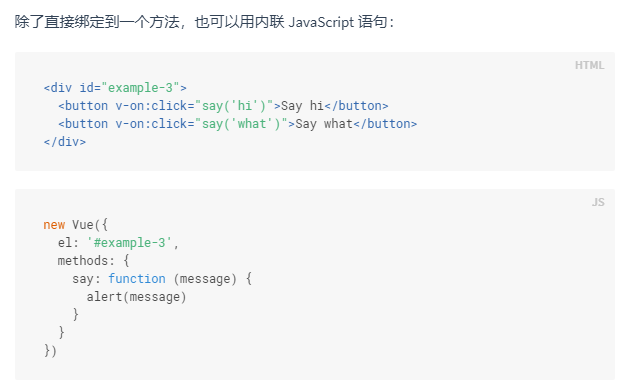 除了直接绑定到一个方法，也可以用内联 JavaScript 语句：
HTML
<div id="example-3">
  <button v-on:click="say('hi')">Say hi</button>
  <button v-on:click="say('what')">Say what</button>
</div>
JS
new Vue({
  el: '#example-3',
  methods: {
    say: function (message) {
      alert(message)
    }
  }
})